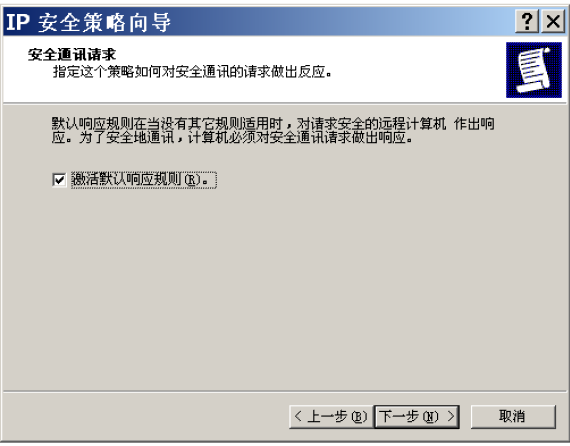 IP 安全策略向导
安全通讯请求
指定这个策略如何对安全通讯的请求做出反应。
默认响应规则在当没有其它规则适用时，对请求安全的远程计算机 作出响
应。为了安全地通讯，计算机必须对安全通讯请求做出响应。
激活默认响应规则(R)。
< 上一步(B) 下一步(N) > 取消